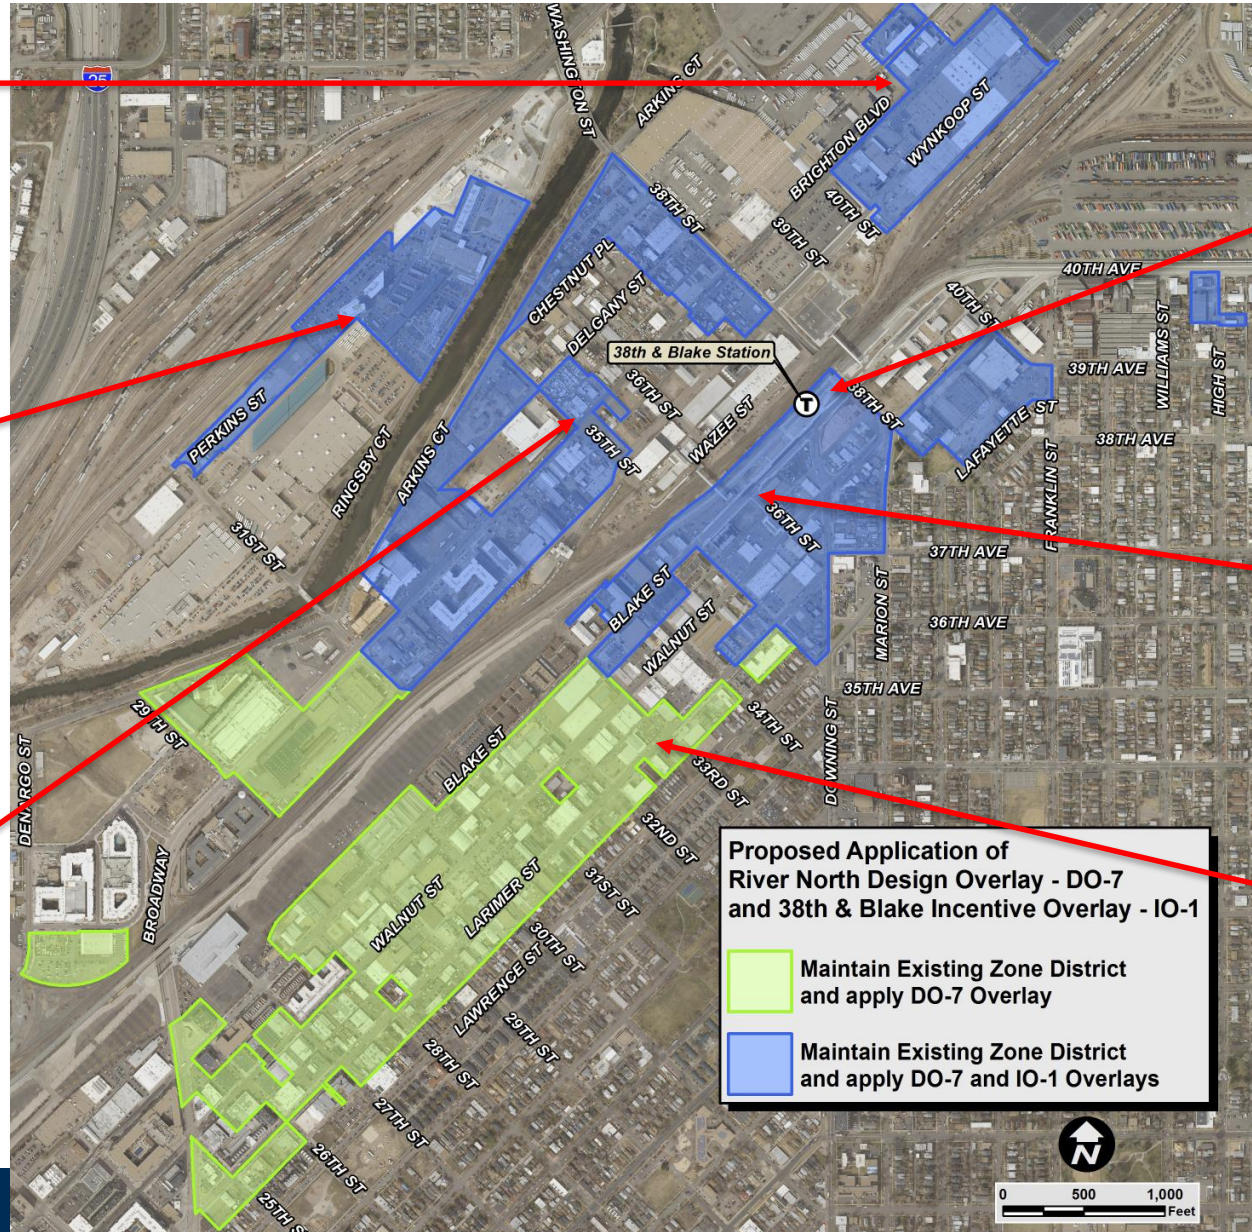 25
WASHINGTON ST
ARKINS CT
BRIGHTON BLVD
WYNKOOP ST
38TH ST
39TH ST
40TH ST
CHESTNUT PL
DELGANY ST
40TH AVE
40TH ST
WILLIAMS ST
HIGH ST
38th & Blake Station
T
39TH AVE
36TH ST
WAZEE ST
38TH ST
LAFAYETTE ST
PERKINS ST
RINGSBY CT
ARKINS CT
35TH ST
38TH AVE
FRANKLIN ST
31ST ST
36TH ST
37TH AVE
BLAKE ST
WALNUT ST
MARION ST
36TH AVE
35TH AVE
29TH ST
34TH ST
DOWNING ST
DENARGO ST
BLAKE ST
33RD ST
32ND ST
BROADWAY
WALNUT ST
LARIMER ST
31ST ST
30TH ST
LAWRENCE ST
29TH ST
28TH ST
27TH ST
26TH ST
25TH ST
Proposed Application of
River North Design Overlay - DO-7
and 38th & Blake Incentive Overlay - IO-1
Maintain Existing Zone District
and apply DO-7 Overlay
Maintain Existing Zone District
and apply DO-7 and IO-1 Overlays
N
0 500 1,000
Feet